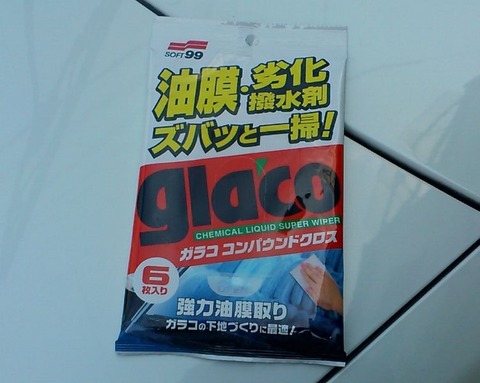 SOFT99
油膜・劣化
撥水剤
ズバッと一掃!
glaco
CHEMICAL LIQUID SUPER WIPER
ガラコ コンパウンドクロス
6
枚入り
強力油膜取り
ガラコの下地づくりに最適!